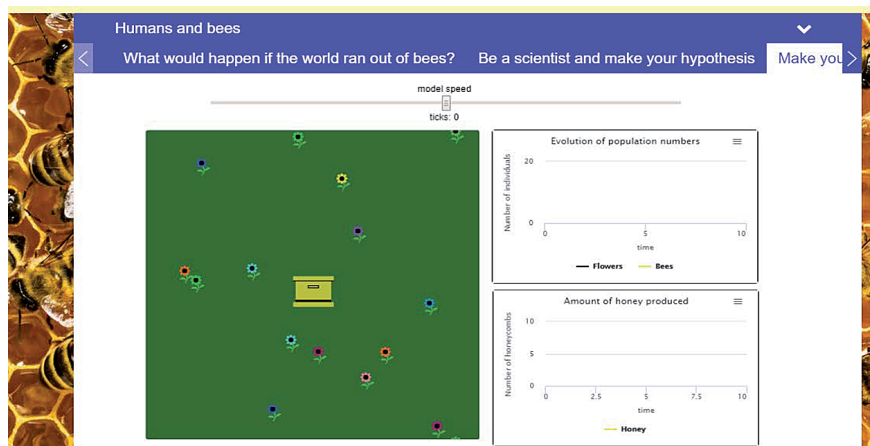 Humans and bees
What would happen if the world ran out of bees? Be a scientist and make your hypothesis Make you
model speed
ticks: 0
Evolution of population numbers
Number of individuals
20
0
0 5 10
time
Flowers Bees
Amount of honey produced
Number of honeycombs
10
5
0
0 2.5 5 7.5 10
time
Honey